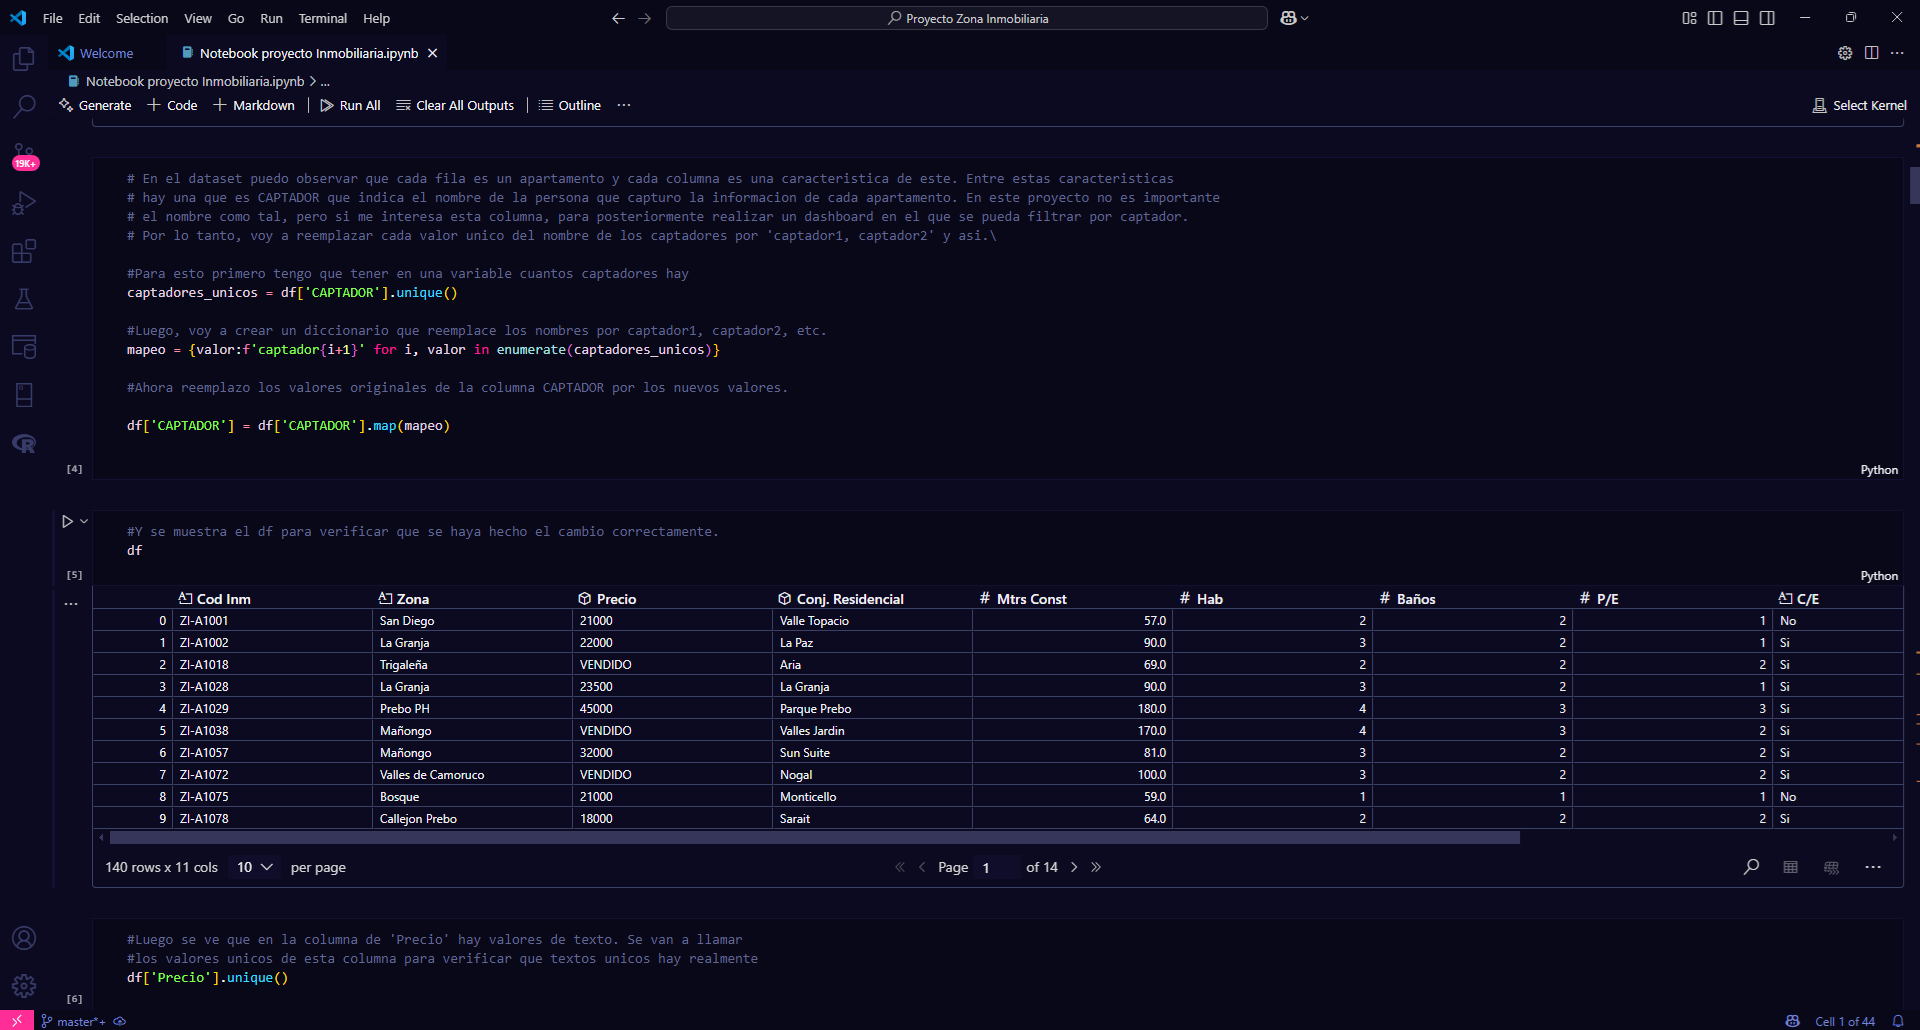 File Edit Selection View Go Run Terminal Help
Proyecto Zona Inmobiliaria
Welcome
Notebook proyecto Inmobiliaria.ipynb
Notebook proyecto Inmobiliaria.ipynb > ...
Generate + Code + Markdown Run All Clear All Outputs Outline ... Select Kernel
19K+
# En el dataset puedo observar que cada fila es un apartamento y cada columna es una caracteristica de este. Entre estas caracteristicas
# hay una que es CAPTADOR que indica el nombre de la persona que capturo la informacion de cada apartamento. En este proyecto no es importante
# el nombre como tal, pero si me interesa esta columna, para posteriormente realizar un dashboard en el que se pueda filtrar por captador.
# Por lo tanto, voy a reemplazar cada valor unico del nombre de los captadores por 'captador1, captador2' y asi.\
#Para esto primero tengo que tener en una variable cuantos captadores hay
captadores_unicos = df['CAPTADOR'].unique()
#Luego, voy a crear un diccionario que reemplace los nombres por captador1, captador2, etc.
mapeo = {valor:f'captador{i+1}' for i, valor in enumerate(captadores_unicos)}
#Ahora reemplazo los valores originales de la columna CAPTADOR por los nuevos valores.
df['CAPTADOR'] = df['CAPTADOR'].map(mapeo)
[4] Python
#Y se muestra el df para verificar que se haya hecho el cambio correctamente.
df
[5] Python
Cod Inm Zona Precio Conj. Residencial # Mtrs Const # Hab # Baños # P/E C/E
0 ZI-A1001 San Diego 21000 Valle Topacio 57.0 2 2 1 No
1 ZI-A1002 La Granja 22000 La Paz 90.0 3 2 1 Si
2 ZI-A1018 Trigaleña VENDIDO Aria 69.0 2 2 2 Si
3 ZI-A1028 La Granja 23500 La Granja 90.0 3 2 1 Si
4 ZI-A1029 Prebo PH 45000 Parque Prebo 180.0 4 3 3 Si
5 ZI-A1038 Mañongo VENDIDO Valles Jardin 170.0 4 3 2 Si
6 ZI-A1057 Mañongo 32000 Sun Suite 81.0 3 2 2 Si
7 ZI-A1072 Valles de Camoruco VENDIDO Nogal 100.0 3 2 2 Si
8 ZI-A1075 Bosque 21000 Monticello 59.0 1 1 1 No
9 ZI-A1078 Callejon Prebo 18000 Sarait 64.0 2 2 2 Si
140 rows x 11 cols 10 per page « < Page 1 of 14 > » ...
#Luego se ve que en la columna de 'Precio' hay valores de texto. Se van a llamar
#los valores unicos de esta columna para verificar que textos unicos hay realmente
df['Precio'].unique()
[6]
master*+ Cell 1 of 44